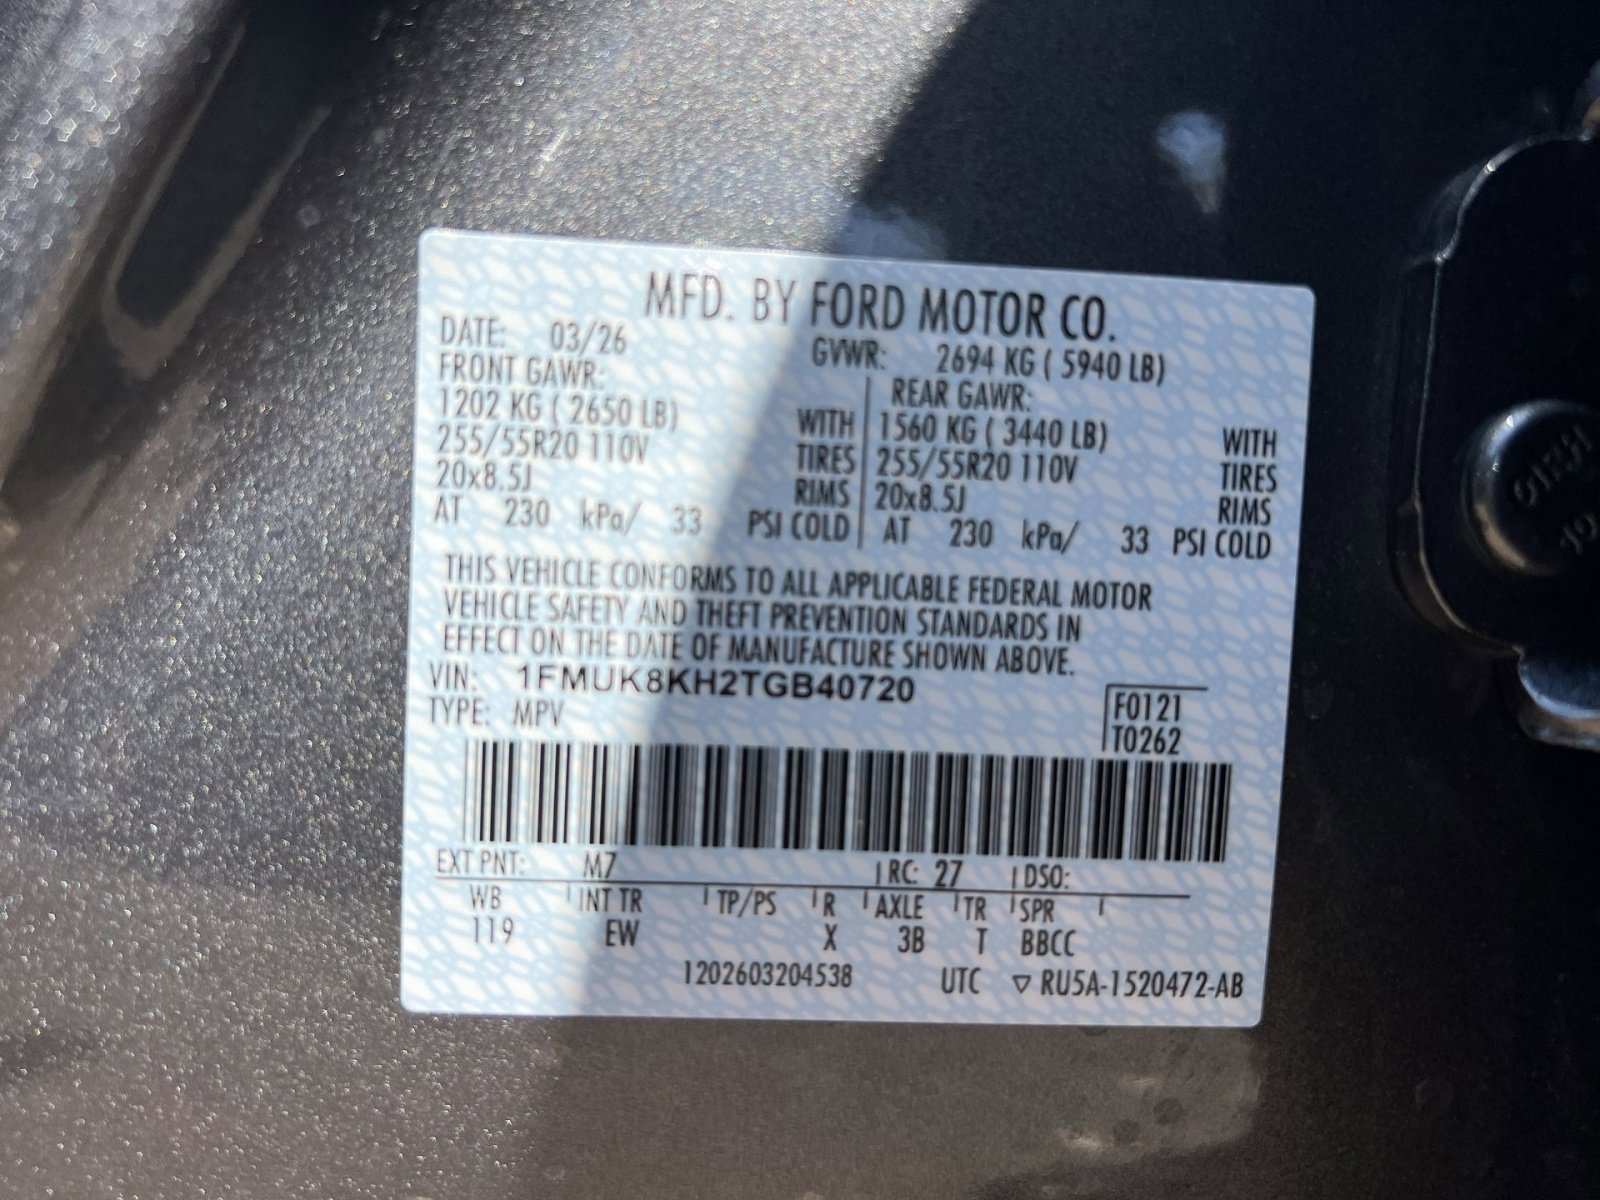 MFD. BY FORD MOTOR CO.
DATE: 03/26
GVWR: 2694 KG ( 5940 LB)
FRONT GAWR:
1202 KG ( 2650 LB) WITH
255/55R20 110V TIRES
20x8.5J RIMS
AT 230 kPa/ 33 PSI COLD
REAR GAWR:
1560 KG ( 3440 LB) WITH
255/55R20 110V TIRES
20x8.5J RIMS
AT 230 kPa/ 33 PSI COLD
THIS VEHICLE CONFORMS TO ALL APPLICABLE FEDERAL MOTOR
VEHICLE SAFETY AND THEFT PREVENTION STANDARDS IN
EFFECT ON THE DATE OF MANUFACTURE SHOWN ABOVE.
VIN: 1FMUK8KH2TGB40720
TYPE: MPV
F0121
T0262
EXT PNT: M7 RC: 27 DSO:
WB INT TR TP/PS R AXLE TR SPR
119 EW X 3B T BBCC
1202603204538 UTC ▽ RU5A-1520472-AB